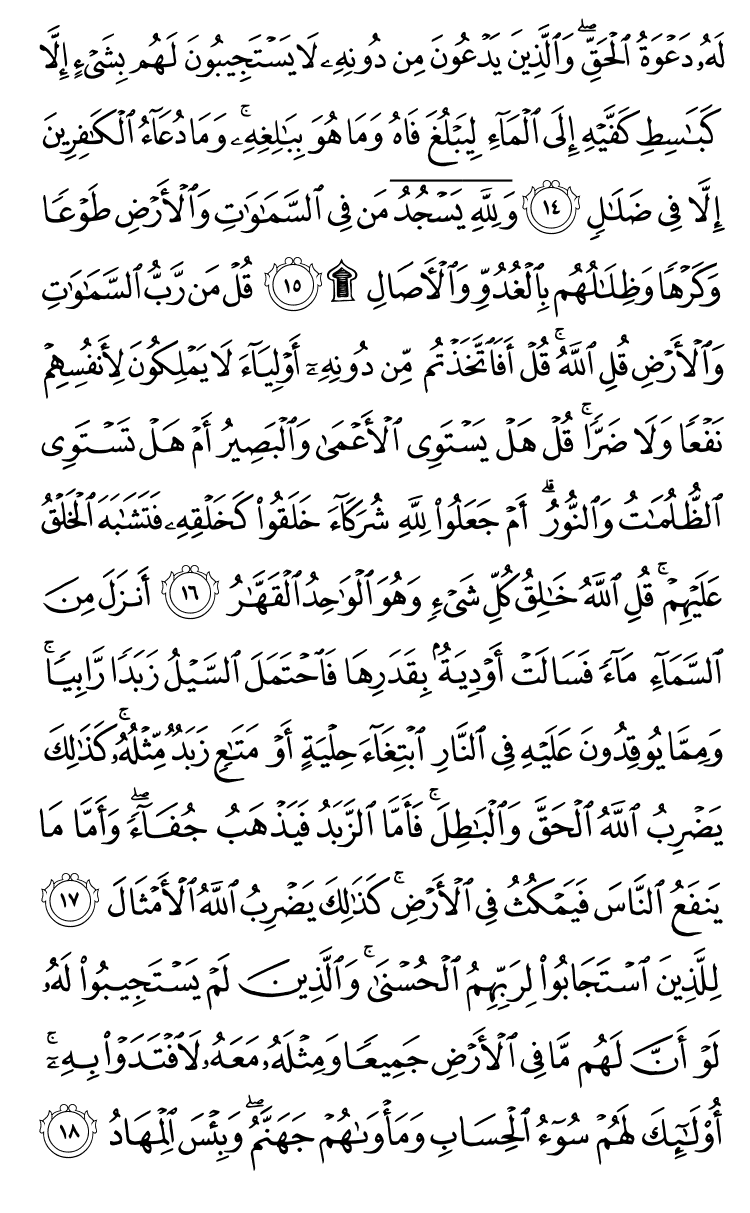 لَهُۥ دَعْوَةُ ٱلْحَقِّ ۖ وَٱلَّذِينَ يَدْعُونَ مِن دُونِهِۦ لَا يَسْتَجِيبُونَ لَهُم بِشَىْءٍ إِلَّا
كَبَـٰسِطِ كَفَّيْهِ إِلَى ٱلْمَآءِ لِيَبْلُغَ فَاهُ وَمَا هُوَ بِبَـٰلِغِهِۦ ۚ وَمَا دُعَآءُ ٱلْكَـٰفِرِينَ
إِلَّا فِى ضَلَـٰلٍ ١٤ وَلِلَّهِ يَسْجُدُ مَن فِى ٱلسَّمَـٰوَٰتِ وَٱلْأَرْضِ طَوْعًا
وَكَرْهًا وَظِلَـٰلُهُم بِٱلْغُدُوِّ وَٱلْـَٔاصَالِ ۩ ١٥ قُلْ مَن رَّبُّ ٱلسَّمَـٰوَٰتِ
وَٱلْأَرْضِ قُلِ ٱللَّهُ ۚ قُلْ أَفَٱتَّخَذْتُم مِّن دُونِهِۦٓ أَوْلِيَآءَ لَا يَمْلِكُونَ لِأَنفُسِهِمْ
نَفْعًا وَلَا ضَرًّا ۚ قُلْ هَلْ يَسْتَوِى ٱلْأَعْمَىٰ وَٱلْبَصِيرُ أَمْ هَلْ تَسْتَوِى
ٱلظُّلُمَـٰتُ وَٱلنُّورُ ۗ أَمْ جَعَلُوا۟ لِلَّهِ شُرَكَآءَ خَلَقُوا۟ كَخَلْقِهِۦ فَتَشَـٰبَهَ ٱلْخَلْقُ
عَلَيْهِمْ ۚ قُلِ ٱللَّهُ خَـٰلِقُ كُلِّ شَىْءٍ وَهُوَ ٱلْوَٰحِدُ ٱلْقَهَّـٰرُ ١٦ أَنزَلَ مِنَ
ٱلسَّمَآءِ مَآءً فَسَالَتْ أَوْدِيَةٌۢ بِقَدَرِهَا فَٱحْتَمَلَ ٱلسَّيْلُ زَبَدًا رَّابِيًا ۚ
وَمِمَّا يُوقِدُونَ عَلَيْهِ فِى ٱلنَّارِ ٱبْتِغَآءَ حِلْيَةٍ أَوْ مَتَـٰعٍ زَبَدٌ مِّثْلُهُۥ ۚ كَذَٰلِكَ
يَضْرِبُ ٱللَّهُ ٱلْحَقَّ وَٱلْبَـٰطِلَ ۚ فَأَمَّا ٱلزَّبَدُ فَيَذْهَبُ جُفَآءً ۖ وَأَمَّا مَا
يَنفَعُ ٱلنَّاسَ فَيَمْكُثُ فِى ٱلْأَرْضِ ۚ كَذَٰلِكَ يَضْرِبُ ٱللَّهُ ٱلْأَمْثَالَ ١٧
لِلَّذِينَ ٱسْتَجَابُوا۟ لِرَبِّهِمُ ٱلْحُسْنَىٰ ۚ وَٱلَّذِينَ لَمْ يَسْتَجِيبُوا۟ لَهُۥ
لَوْ أَنَّ لَهُم مَّا فِى ٱلْأَرْضِ جَمِيعًا وَمِثْلَهُۥ مَعَهُۥ لَٱفْتَدَوْا۟ بِهِۦٓ ۚ
أُو۟لَـٰٓئِكَ لَهُمْ سُوٓءُ ٱلْحِسَابِ وَمَأْوَىٰهُمْ جَهَنَّمُ ۖ وَبِئْسَ ٱلْمِهَادُ ١٨